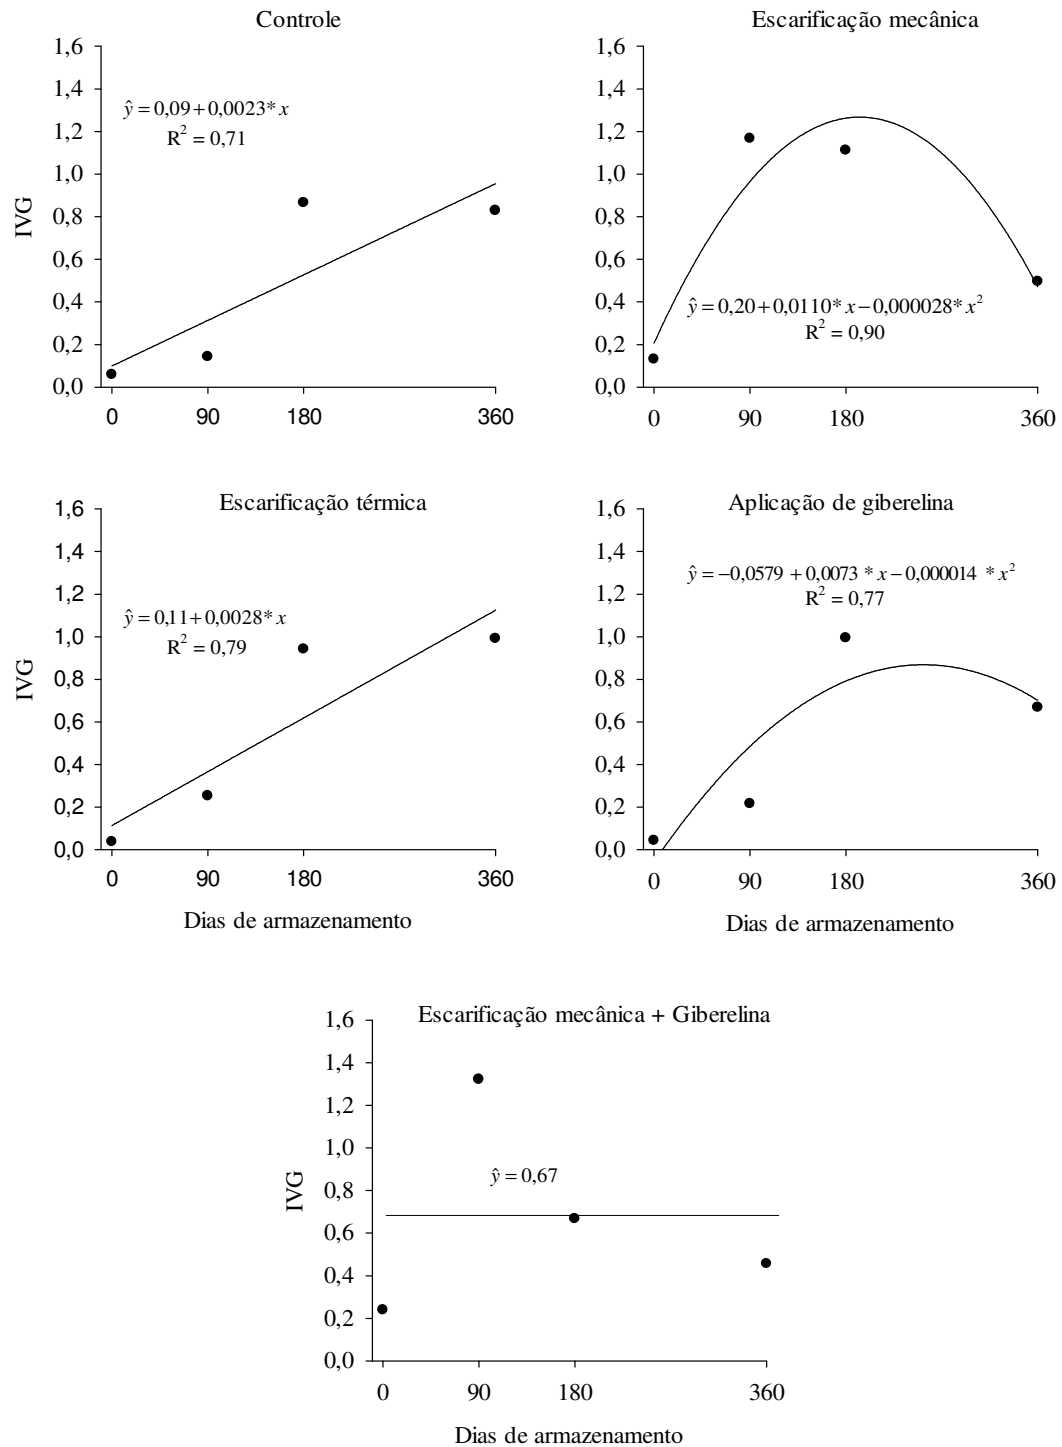 Controle
1,6
1,4
1,2
1,0
0,8
0,6
0,4
0,2
0,0
IVG
ŷ = 0,09 + 0,0023* x
R² = 0,71
0 90 180 360
Escarificação mecânica
1,6
1,4
1,2
1,0
0,8
0,6
0,4
0,2
0,0
ŷ = 0,20 + 0,0110* x − 0,000028* x²
R² = 0,90
0 90 180 360
Escarificação térmica
1,6
1,4
1,2
1,0
0,8
0,6
0,4
0,2
0,0
IVG
ŷ = 0,11 + 0,0028* x
R² = 0,79
0 90 180 360
Dias de armazenamento
Aplicação de giberelina
1,6
1,4
1,2
1,0
0,8
0,6
0,4
0,2
0,0
ŷ = −0,0579 + 0,0073 * x − 0,000014 * x²
R² = 0,77
0 90 180 360
Dias de armazenamento
Escarificação mecânica + Giberelina
1,6
1,4
1,2
1,0
0,8
0,6
0,4
0,2
0,0
IVG
ŷ = 0,67
0 90 180 360
Dias de armazenamento